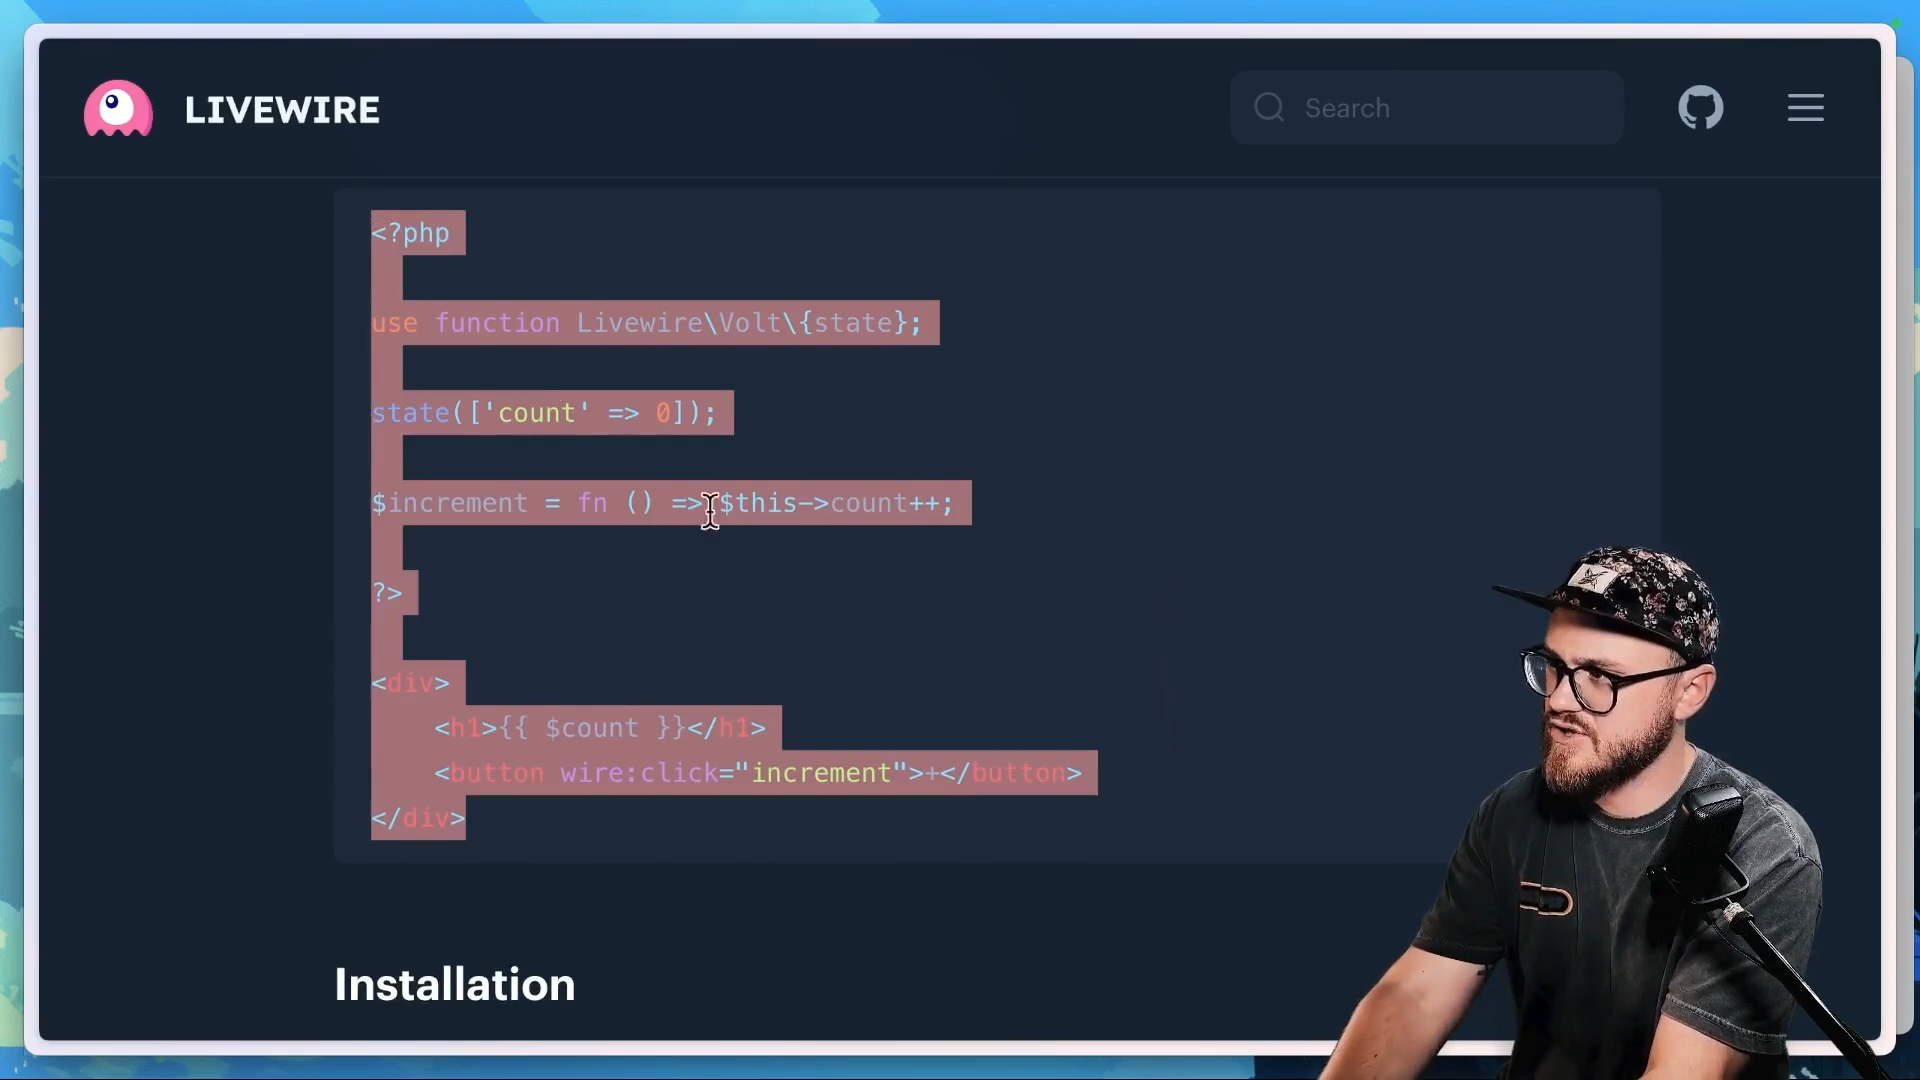 LIVEWIRE
Search
<?php
use function Livewire\Volt\{state};
state(['count' => 0]);
$increment = fn () => $this->count++;
?>
<div>
    <h1>{{ $count }}</h1>
    <button wire:click="increment">+</button>
</div>
Installation